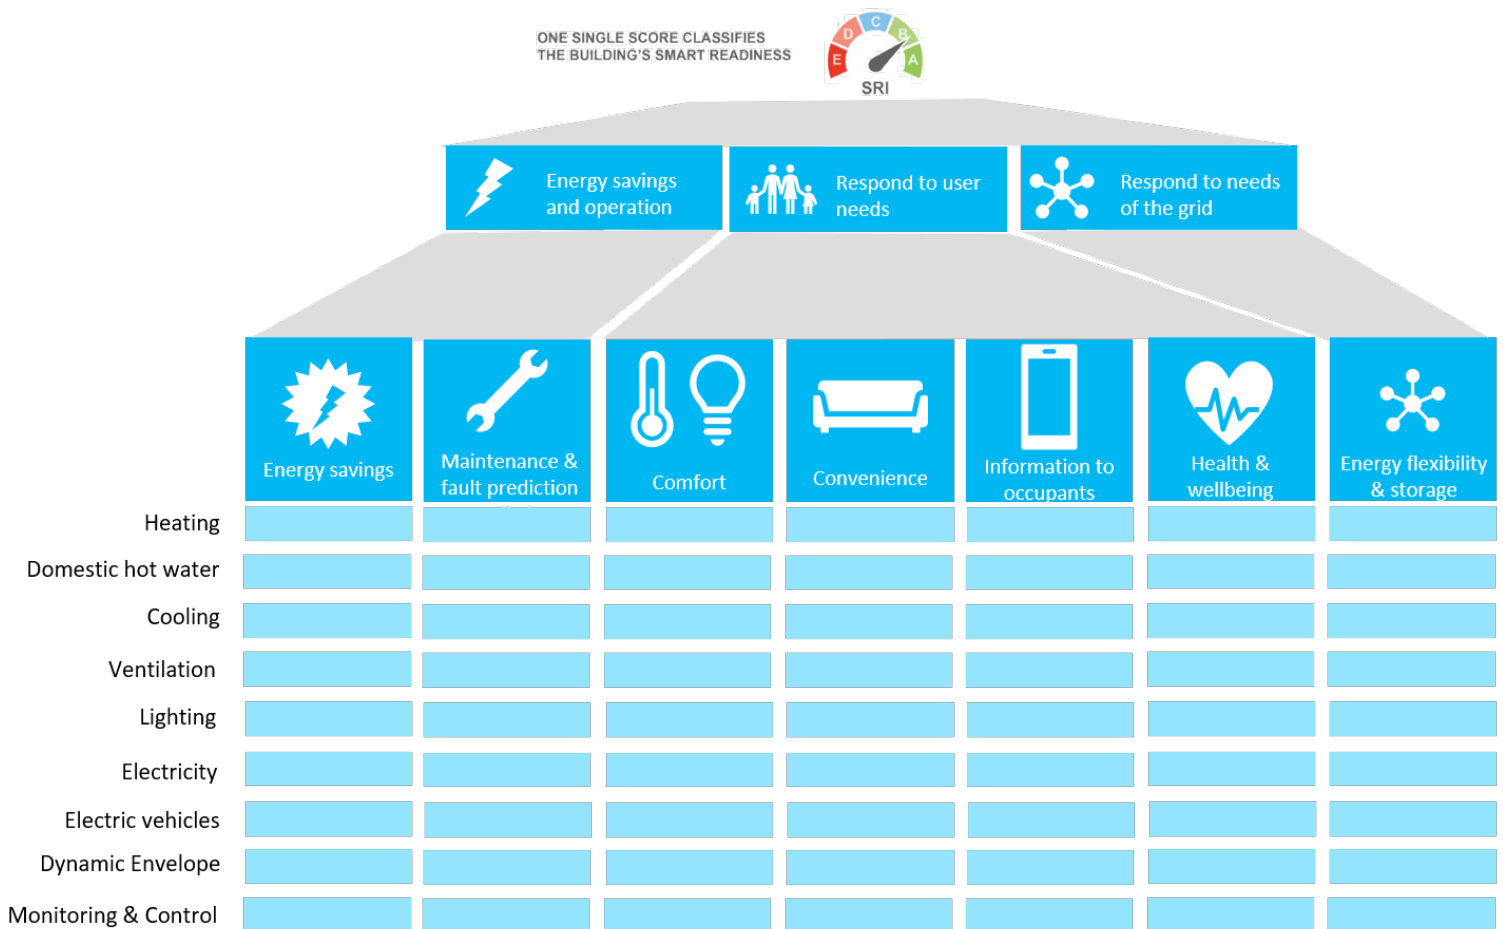 ONE SINGLE SCORE CLASSIFIES
THE BUILDING'S SMART READINESS
E
D
C
B
A
SRI
Energy savings
and operation
Respond to user
needs
Respond to needs
of the grid
Energy savings
Maintenance &
fault prediction
Comfort
Convenience
Information to
occupants
Health &
wellbeing
Energy flexibility
& storage
Heating
Domestic hot water
Cooling
Ventilation
Lighting
Electricity
Electric vehicles
Dynamic Envelope
Monitoring & Control